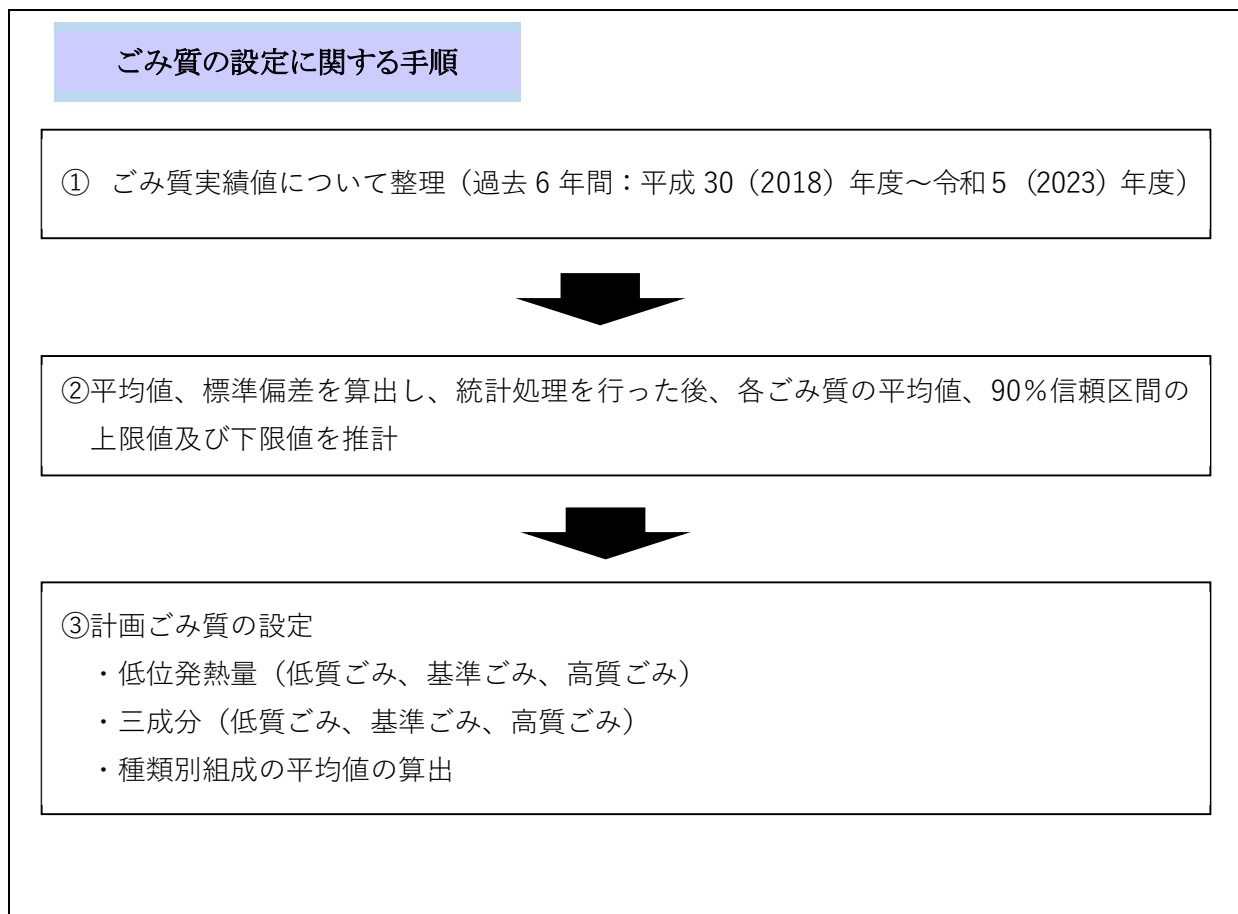 ごみ質の設定に関する手順
① ごみ質実績値について整理（過去 6 年間：平成 30（2018）年度～令和５（2023）年度）
②平均値、標準偏差を算出し、統計処理を行った後、各ごみ質の平均値、90％信頼区間の
上限値及び下限値を推計
③計画ごみ質の設定
・低位発熱量（低質ごみ、基準ごみ、高質ごみ）
・三成分（低質ごみ、基準ごみ、高質ごみ）
・種類別組成の平均値の算出